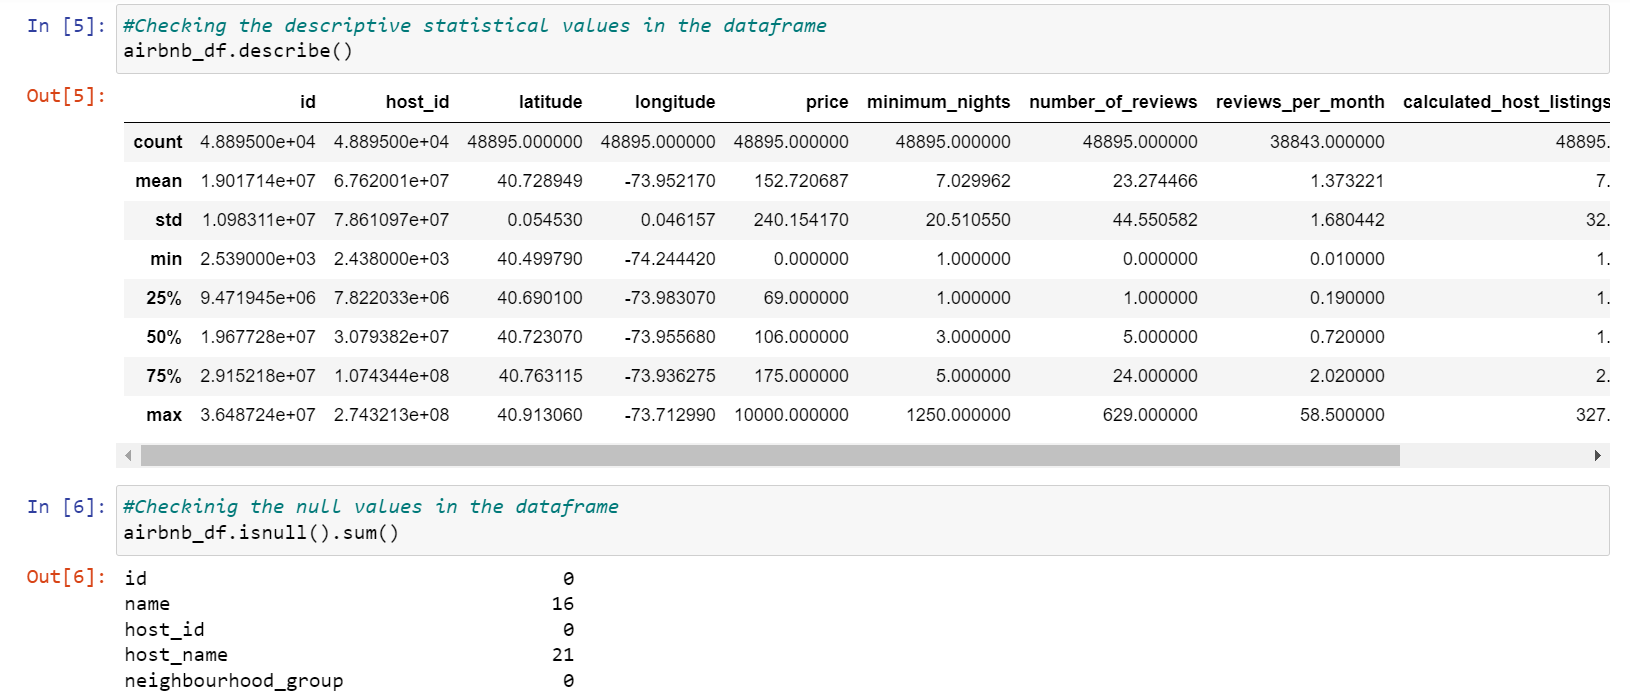 In [5]: #Checking the descriptive statistical values in the dataframe
airbnb_df.describe()
Out[5]: id host_id latitude longitude price minimum_nights number_of_reviews reviews_per_month calculated_host_listings
count 4.889500e+04 4.889500e+04 48895.000000 48895.000000 48895.000000 48895.000000 48895.000000 38843.000000 48895.
mean 1.901714e+07 6.762001e+07 40.728949 -73.952170 152.720687 7.029962 23.274466 1.373221 7.
std 1.098311e+07 7.861097e+07 0.054530 0.046157 240.154170 20.510550 44.550582 1.680442 32.
min 2.539000e+03 2.438000e+03 40.499790 -74.244420 0.000000 1.000000 0.000000 0.010000 1.
25% 9.471945e+06 7.822033e+06 40.690100 -73.983070 69.000000 1.000000 1.000000 0.190000 1.
50% 1.967728e+07 3.079382e+07 40.723070 -73.955680 106.000000 3.000000 5.000000 0.720000 1.
75% 2.915218e+07 1.074344e+08 40.763115 -73.936275 175.000000 5.000000 24.000000 2.020000 2.
max 3.648724e+07 2.743213e+08 40.913060 -73.712990 10000.000000 1250.000000 629.000000 58.500000 327.
In [6]: #Checkinig the null values in the dataframe
airbnb_df.isnull().sum()
Out[6]: id 0
name 16
host_id 0
host_name 21
neighbourhood_group 0